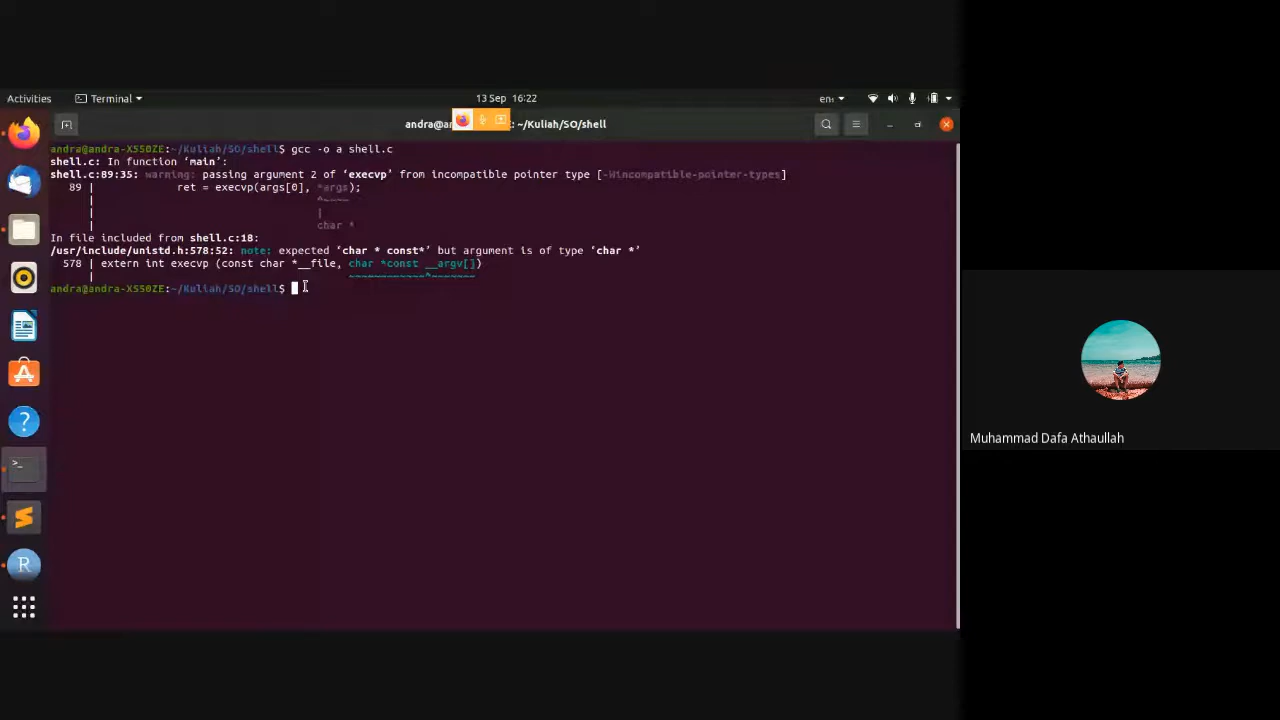 Activities
Terminal
13 Sep 16:22
en₁
andra@an : ~/Kuliah/SO/shell
andra@andra-X550ZE:~/Kuliah/SO/shell$ gcc -o a shell.c
shell.c: In function ‘main’:
shell.c:89:35: warning: passing argument 2 of ‘execvp’ from incompatible pointer type [-Wincompatible-pointer-types]
89 | ret = execvp(args[0], *args);
| ^~~~~
| |
| char *
In file included from shell.c:18:
/usr/include/unistd.h:578:52: note: expected ‘char * const*’ but argument is of type ‘char *’
578 | extern int execvp (const char *__file, char *const __argv[])
| ~~~~~~~~~~~~^~~~~~~~
andra@andra-X550ZE:~/Kuliah/SO/shell$
Muhammad Dafa Athaullah